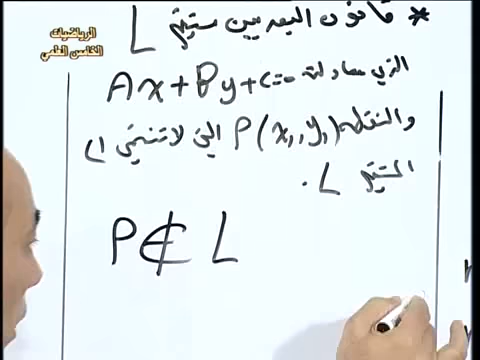 الرياضيات
الخامس العلمي
* قانون البعد بين مستقيم L
الذي معادلته Ax+By+C=0
والنقطة P(x₁,y₁) التي لا تنتمي الى
المستقيم L.
P∉L